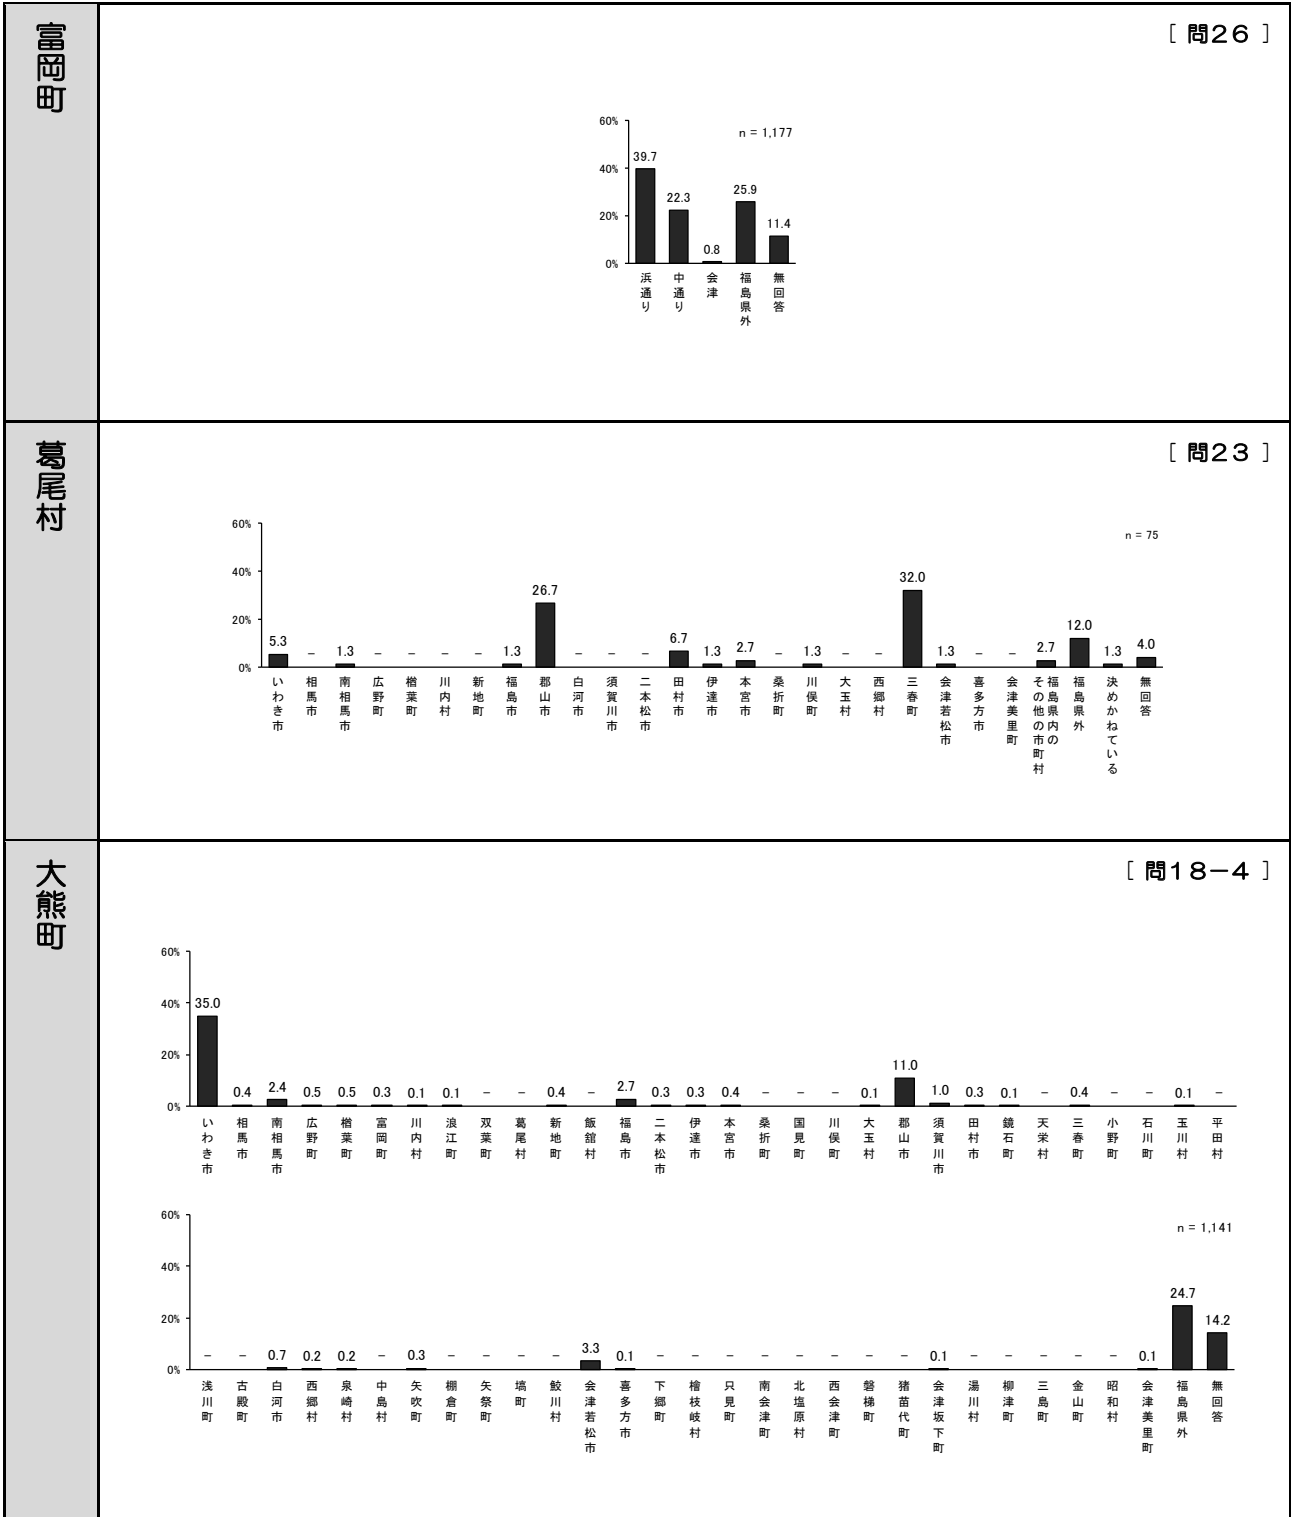 富岡町
［ 問26 ］
60%
40%
20%
0%
n = 1,177
39.7
22.3
0.8
25.9
11.4
浜通り
中通り
会津
福島県外
無回答
葛尾村
［ 問23 ］
60%
40%
20%
0%
n = 75
5.3
–
1.3
–
–
–
–
1.3
26.7
–
–
–
6.7
1.3
2.7
–
1.3
–
–
32.0
1.3
–
–
2.7
12.0
1.3
4.0
いわき市
相馬市
南相馬市
広野町
楢葉町
川内村
新地町
福島市
郡山市
白河市
須賀川市
二本松市
田村市
伊達市
本宮市
桑折町
川俣町
大玉村
西郷村
三春町
会津若松市
喜多方市
会津美里町
福島県内の
その他の市町村
福島県外
決めかねている
無回答
大熊町
［ 問18－4 ］
60%
40%
20%
0%
35.0
0.4
2.4
0.5
0.5
0.3
0.1
0.1
–
–
0.4
–
2.7
0.3
0.3
0.4
–
–
–
0.1
11.0
1.0
0.3
0.1
–
0.4
–
–
0.1
–
いわき市
相馬市
南相馬市
広野町
楢葉町
富岡町
川内村
浪江町
双葉町
葛尾村
新地町
飯舘村
福島市
二本松市
伊達市
本宮市
桑折町
国見町
川俣町
大玉村
郡山市
須賀川市
田村市
鏡石町
天栄村
三春町
小野町
石川町
玉川村
平田村
60%
40%
20%
0%
n = 1,141
–
–
0.7
0.2
0.2
–
0.3
–
–
–
–
3.3
0.1
–
–
–
–
–
–
–
–
0.1
–
–
–
–
–
0.1
24.7
14.2
浅川町
古殿町
白河市
西郷村
泉崎村
中島村
矢吹町
棚倉町
矢祭町
塙町
鮫川村
会津若松市
喜多方市
下郷町
檜枝岐村
只見町
南会津町
北塩原村
西会津町
磐梯町
猪苗代町
会津坂下町
湯川村
柳津町
三島町
金山町
昭和村
会津美里町
福島県外
無回答